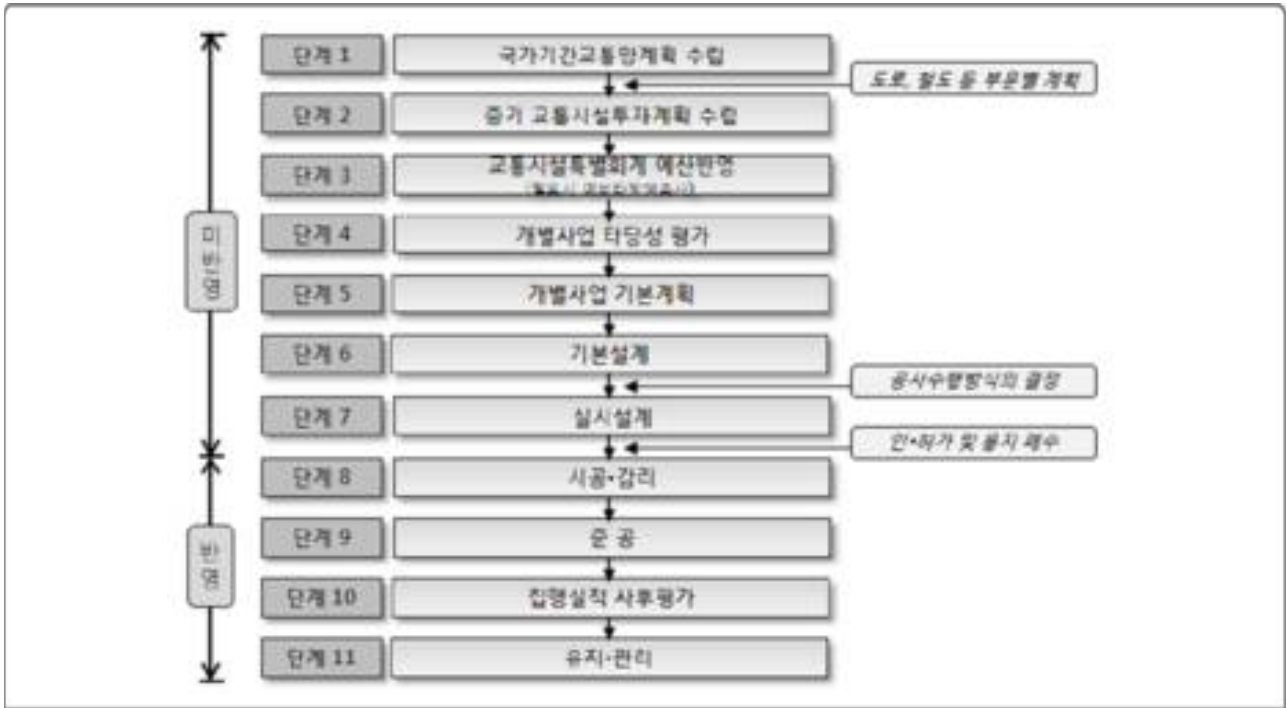 단계 1 국가기간교통망계획 수립
도로, 철도 등 부문별 계획
단계 2 중기 교통시설투자계획 수립
단계 3 교통시설특별회계 예산반영
단계 4 개별사업 타당성 평가
단계 5 개별사업 기본계획
단계 6 기본설계
공사수행방식의 결정
단계 7 실시설계
인•허가 및 용지 매수
단계 8 시공•감리
단계 9 준 공
단계 10 집행실적 사후평가
단계 11 유지•관리
미반영
반영